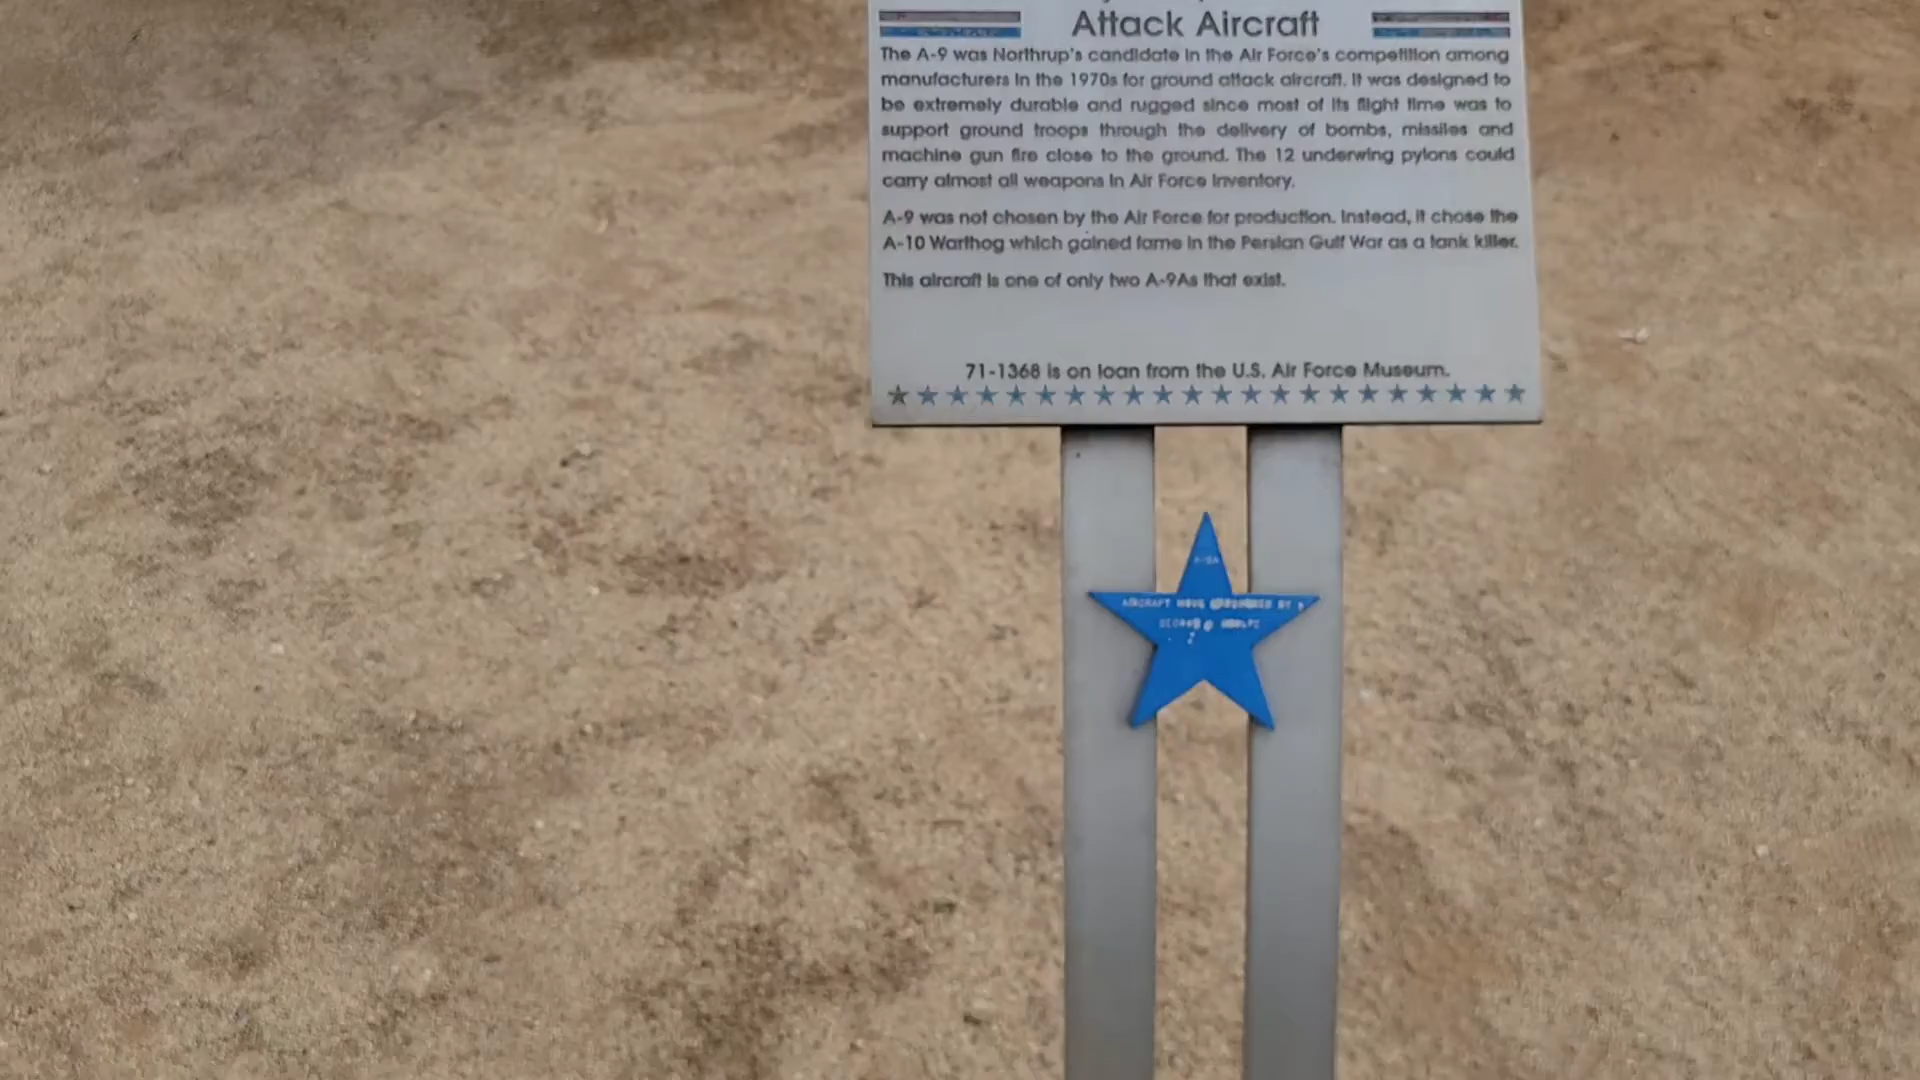 Attack Aircraft
The A-9 was Northrup's candidate in the Air Force's competition among
manufacturers in the 1970s for ground attack aircraft. It was designed to
be extremely durable and rugged since most of its flight time was to
support ground troops through the delivery of bombs, missiles and
machine gun fire close to the ground. The 12 underwing pylons could
carry almost all weapons in Air Force Inventory.
A-9 was not chosen by the Air Force for production. Instead, it chose the
A-10 Warthog which gained fame in the Persian Gulf War as a tank killer.
This aircraft is one of only two A-9As that exist.
71-1368 is on loan from the U.S. Air Force Museum.
A-9A
AIRCRAFT BY